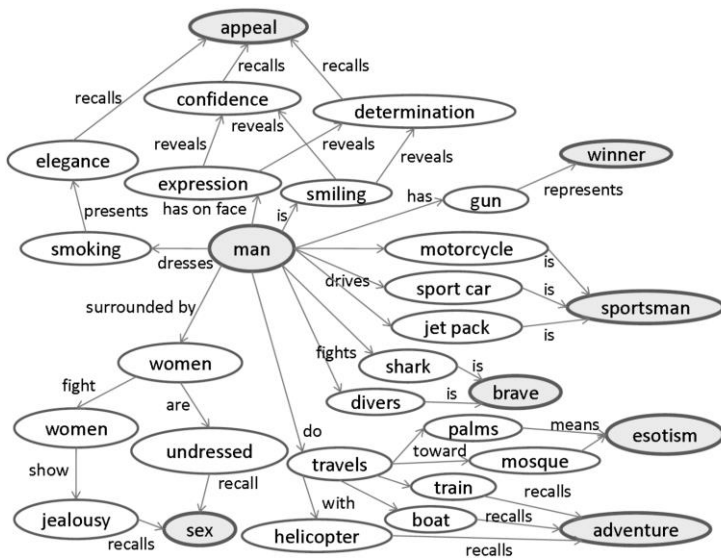 appeal
recalls
recalls
recalls
confidence
determination
reveals
reveals
reveals
reveals
elegance
winner
expression
smiling
has
gun
represents
presents
has on face
is
smoking
man
motorcycle
dresses
is
drives
sport car
is
sportsman
surrounded by
jet pack
is
fights
shark
is
women
brave
fight
are
divers
is
palms
means
esotism
women
undressed
do
travels
toward
mosque
show
recall
train
recalls
with
boat
recalls
adventure
jealousy
sex
helicopter
recalls
recalls